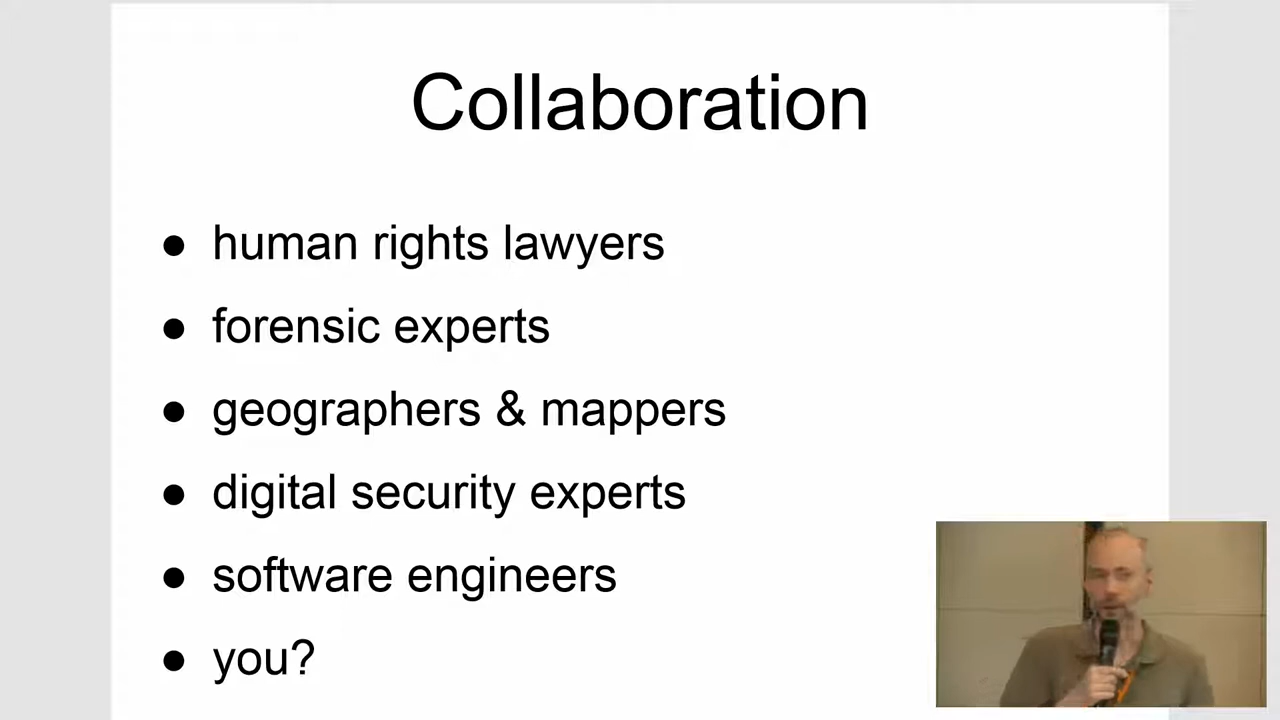 Collaboration
● human rights lawyers
● forensic experts
● geographers & mappers
● digital security experts
● software engineers
● you?